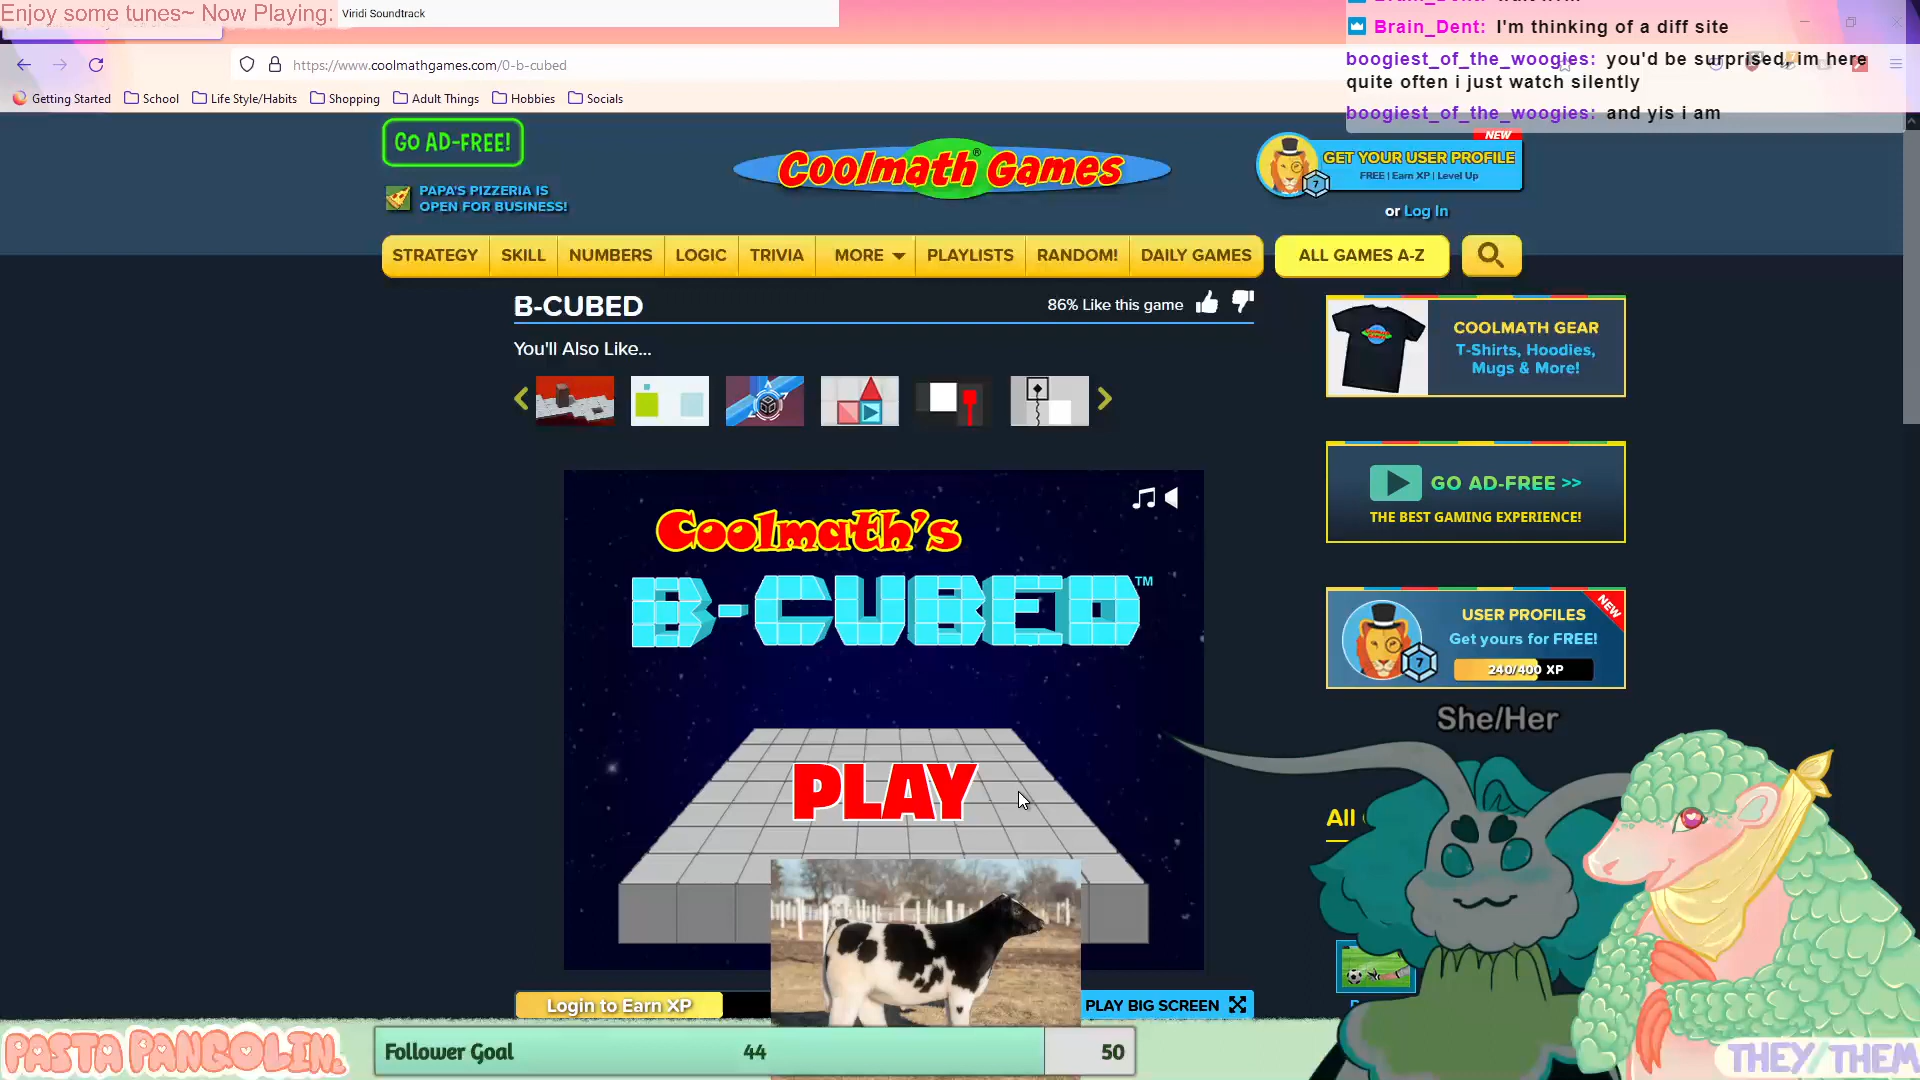 Enjoy some tunes~ Now Playing: Viridi Soundtrack
Brain_Dent: I'm thinking of a diff site
boogiest_of_the_woogies: you'd be surprised, im here
quite often i just watch silently
boogiest_of_the_woogies: and yis i am
https://www.coolmathgames.com/0-b-cubed
Getting Started School Life Style/Habits Shopping Adult Things Hobbies Socials
GO AD-FREE!
PAPA'S PIZZERIA IS
OPEN FOR BUSINESS!
Coolmath® Games
NEW
GET YOUR USER PROFILE
FREE | Earn XP | Level Up
7
or Log In
STRATEGY SKILL NUMBERS LOGIC TRIVIA MORE PLAYLISTS RANDOM! DAILY GAMES ALL GAMES A-Z
B-CUBED
86% Like this game
You'll Also Like...
COOLMATH GEAR
T-Shirts, Hoodies,
Mugs & More!
GO AD-FREE >>
THE BEST GAMING EXPERIENCE!
NEW
USER PROFILES
Get yours for FREE!
7
240/400 XP
Coolmath's
B-CUBED™
PLAY
She/Her
All
Login to Earn XP
PLAY BIG SCREEN
PASTA PANGOLIN.
Follower Goal 44 50
THEY/THEM